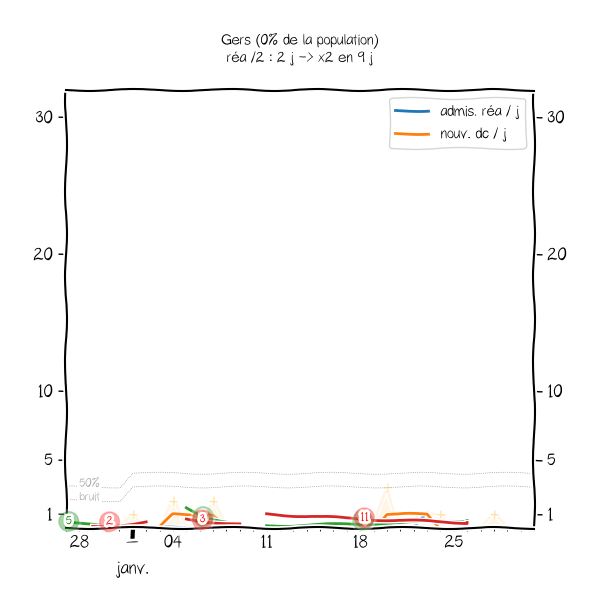 Gers (0% de la population)
réa /2 : 2 j -> x2 en 9 j
admis. réa / j
nouv. dc / j
30 30
20 20
10 10
5 5
50%
bruit
1 1
5 2 3 11
28 04 11 18 25
janv.